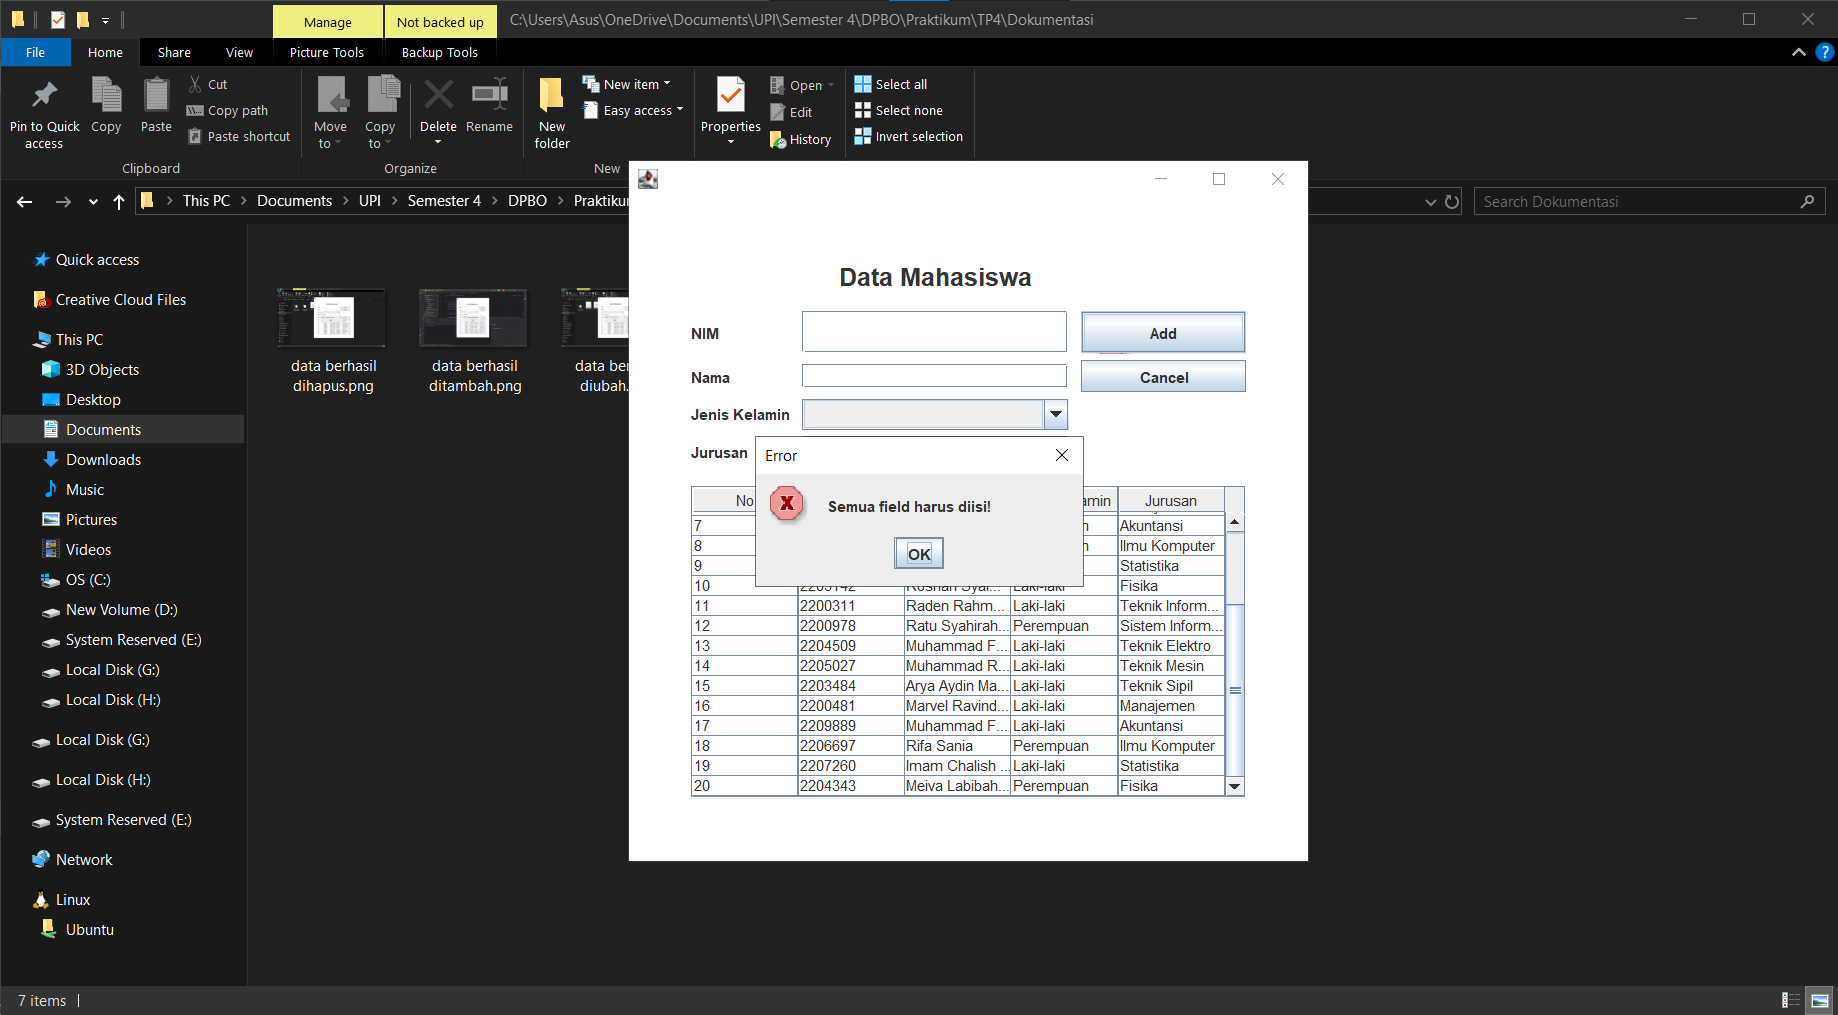 Manage
Not backed up
C:\Users\Asus\OneDrive\Documents\UPI\Semester 4\DPBO\Praktikum\TP4\Dokumentasi
File
Home
Share
View
Picture Tools
Backup Tools
Pin to Quick access
Copy
Paste
Cut
Copy path
Paste shortcut
Clipboard
Move to
Copy to
Delete
Rename
Organize
New folder
New item
Easy access
New
Properties
Open
Edit
History
Select all
Select none
Invert selection
This PC
Documents
UPI
Semester 4
DPBO
Praktiku
Search Dokumentasi
Quick access
Creative Cloud Files
This PC
3D Objects
Desktop
Documents
Downloads
Music
Pictures
Videos
OS (C:)
New Volume (D:)
System Reserved (E:)
Local Disk (G:)
Local Disk (H:)
Local Disk (G:)
Local Disk (H:)
System Reserved (E:)
Network
Linux
Ubuntu
data berhasil dihapus.png
data berhasil ditambah.png
data be
diubah.
Data Mahasiswa
NIM
Add
Nama
Cancel
Jenis Kelamin
Jurusan
Error
Semua field harus diisi!
OK
No amin Jurusan
7 n Akuntansi
8 n Ilmu Komputer
9 Statistika
10 2203142 Roshan Syal... Laki-laki Fisika
11 2200311 Raden Rahm... Laki-laki Teknik Inform...
12 2200978 Ratu Syahirah... Perempuan Sistem Inform...
13 2204509 Muhammad F... Laki-laki Teknik Elektro
14 2205027 Muhammad R... Laki-laki Teknik Mesin
15 2203484 Arya Aydin Ma... Laki-laki Teknik Sipil
16 2200481 Marvel Ravind... Laki-laki Manajemen
17 2209889 Muhammad F... Laki-laki Akuntansi
18 2206697 Rifa Sania Perempuan Ilmu Komputer
19 2207260 Imam Chalish ... Laki-laki Statistika
20 2204343 Meiva Labibah... Perempuan Fisika
7 items